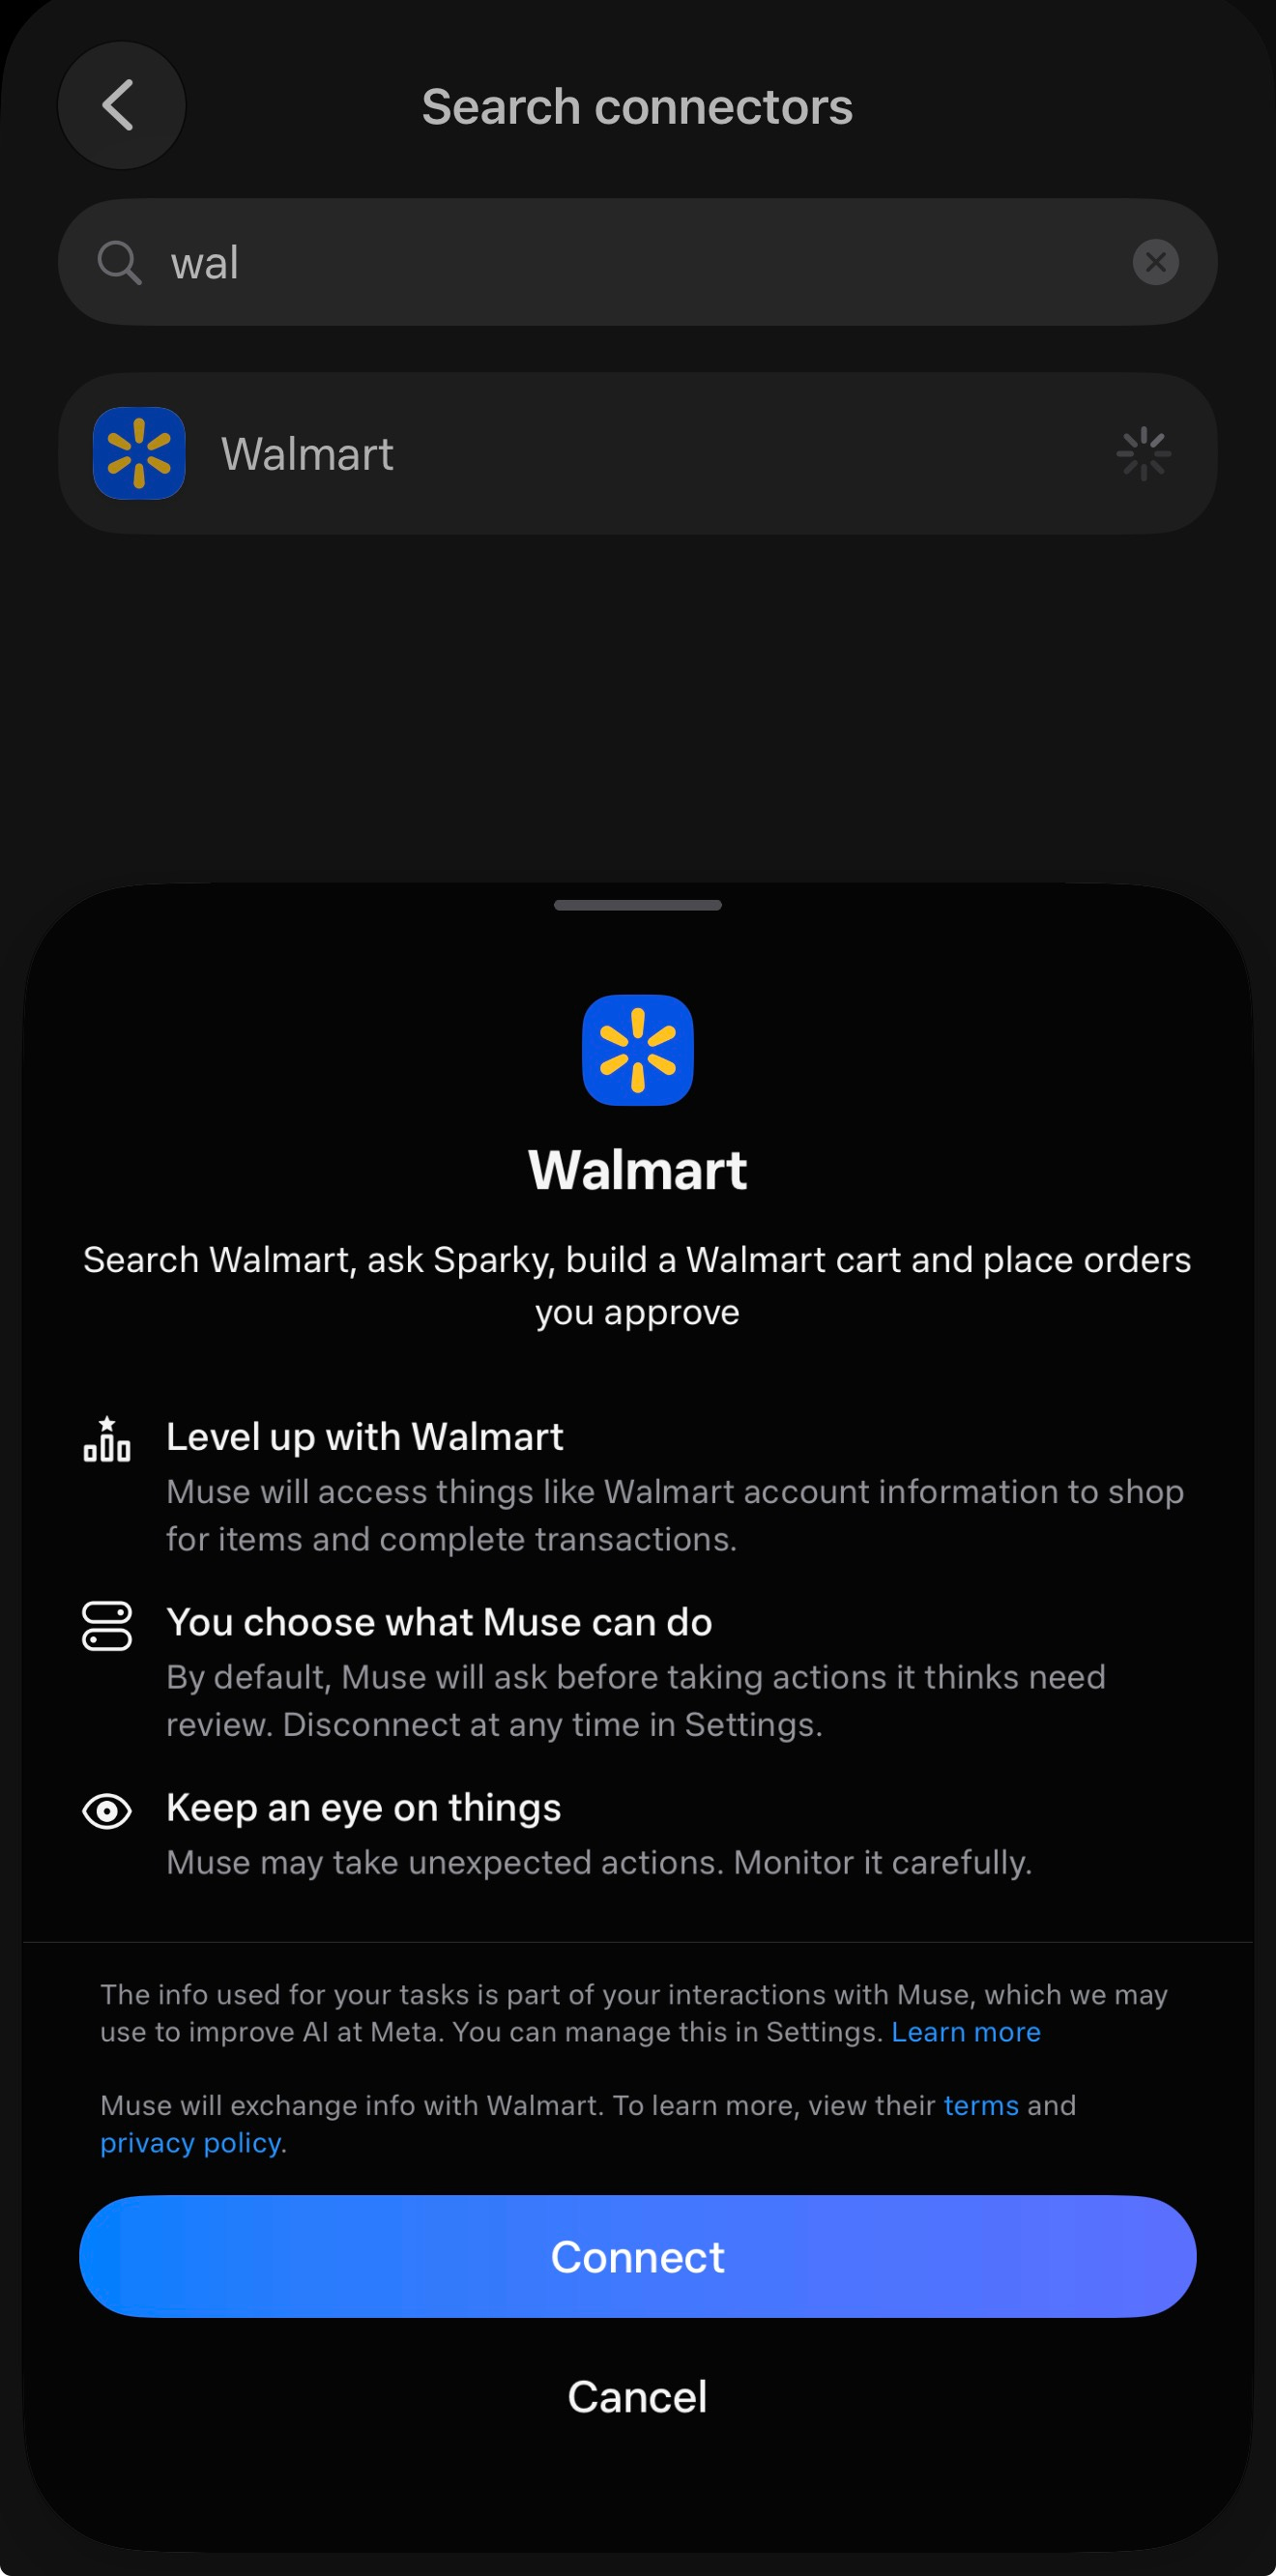 Search connectors
wal
Walmart
Walmart
Search Walmart, ask Sparky, build a Walmart cart and place orders
you approve
Level up with Walmart
Muse will access things like Walmart account information to shop
for items and complete transactions.
You choose what Muse can do
By default, Muse will ask before taking actions it thinks need
review. Disconnect at any time in Settings.
Keep an eye on things
Muse may take unexpected actions. Monitor it carefully.
The info used for your tasks is part of your interactions with Muse, which we may
use to improve AI at Meta. You can manage this in Settings. Learn more
Muse will exchange info with Walmart. To learn more, view their terms and
privacy policy.
Connect
Cancel